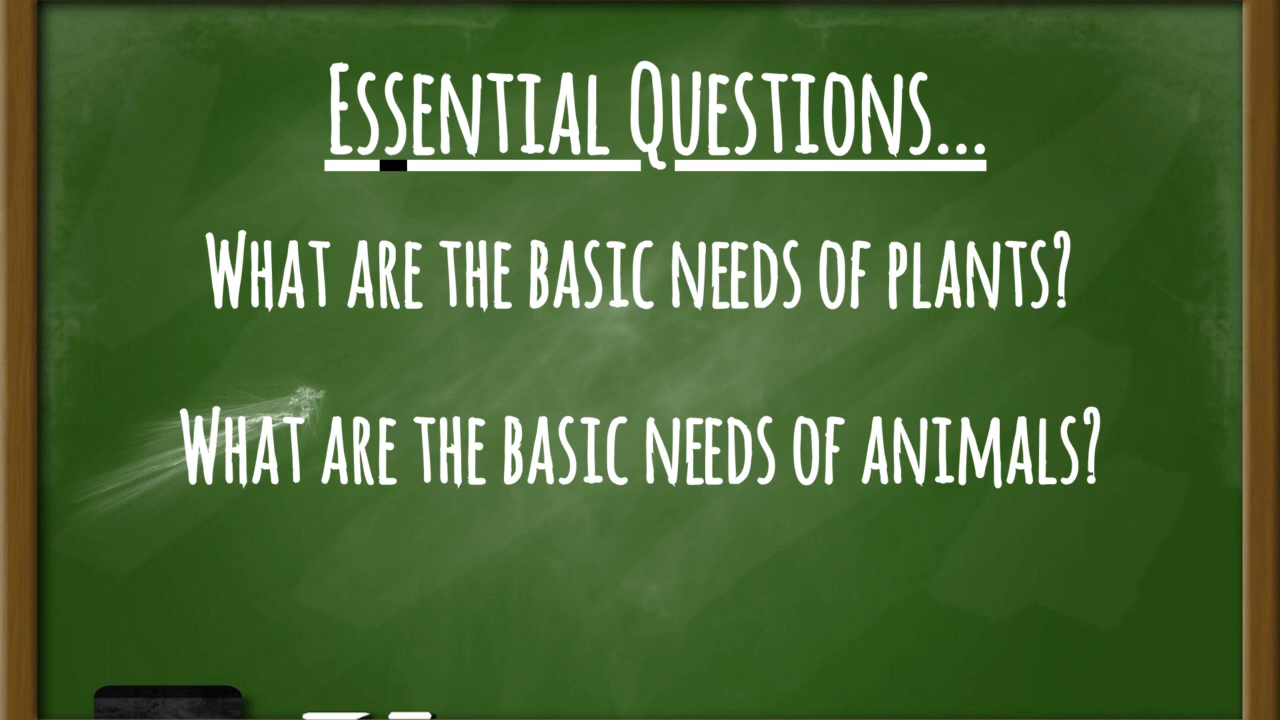 Essential Questions...
What are the basic needs of plants?
What are the basic needs of animals?